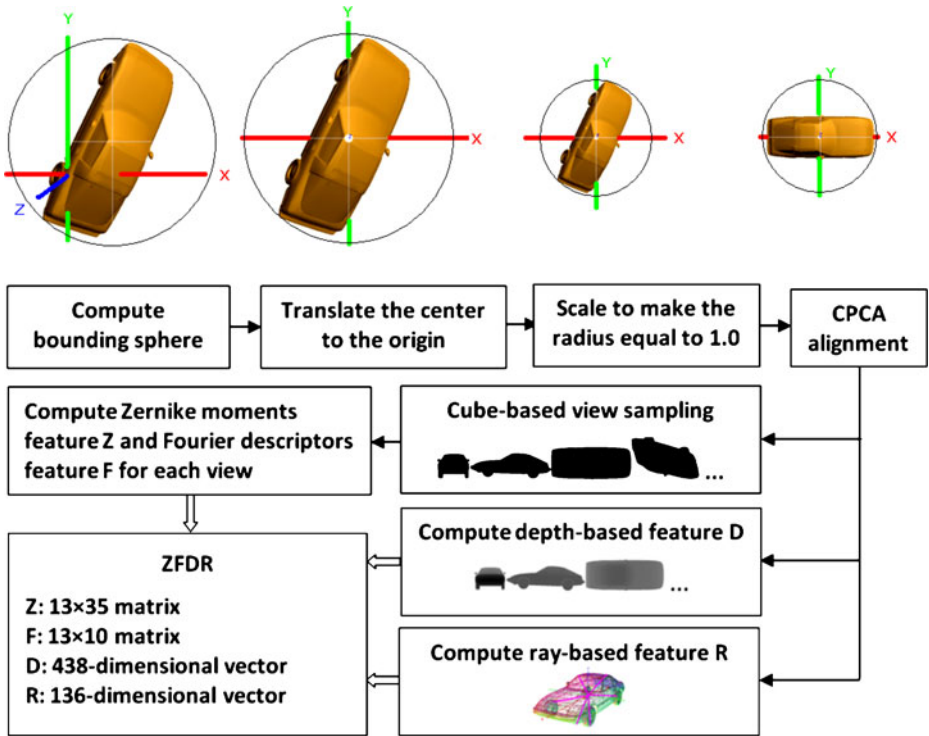 Y
X
Z
Y
X
Y
X
Y
X
Compute
bounding sphere
Translate the center
to the origin
Scale to make the
radius equal to 1.0
CPCA
alignment
Compute Zernike moments
feature Z and Fourier descriptors
feature F for each view
Cube-based view sampling
...
Compute depth-based feature D
...
ZFDR
Z: 13×35 matrix
F: 13×10 matrix
D: 438-dimensional vector
R: 136-dimensional vector
Compute ray-based feature R